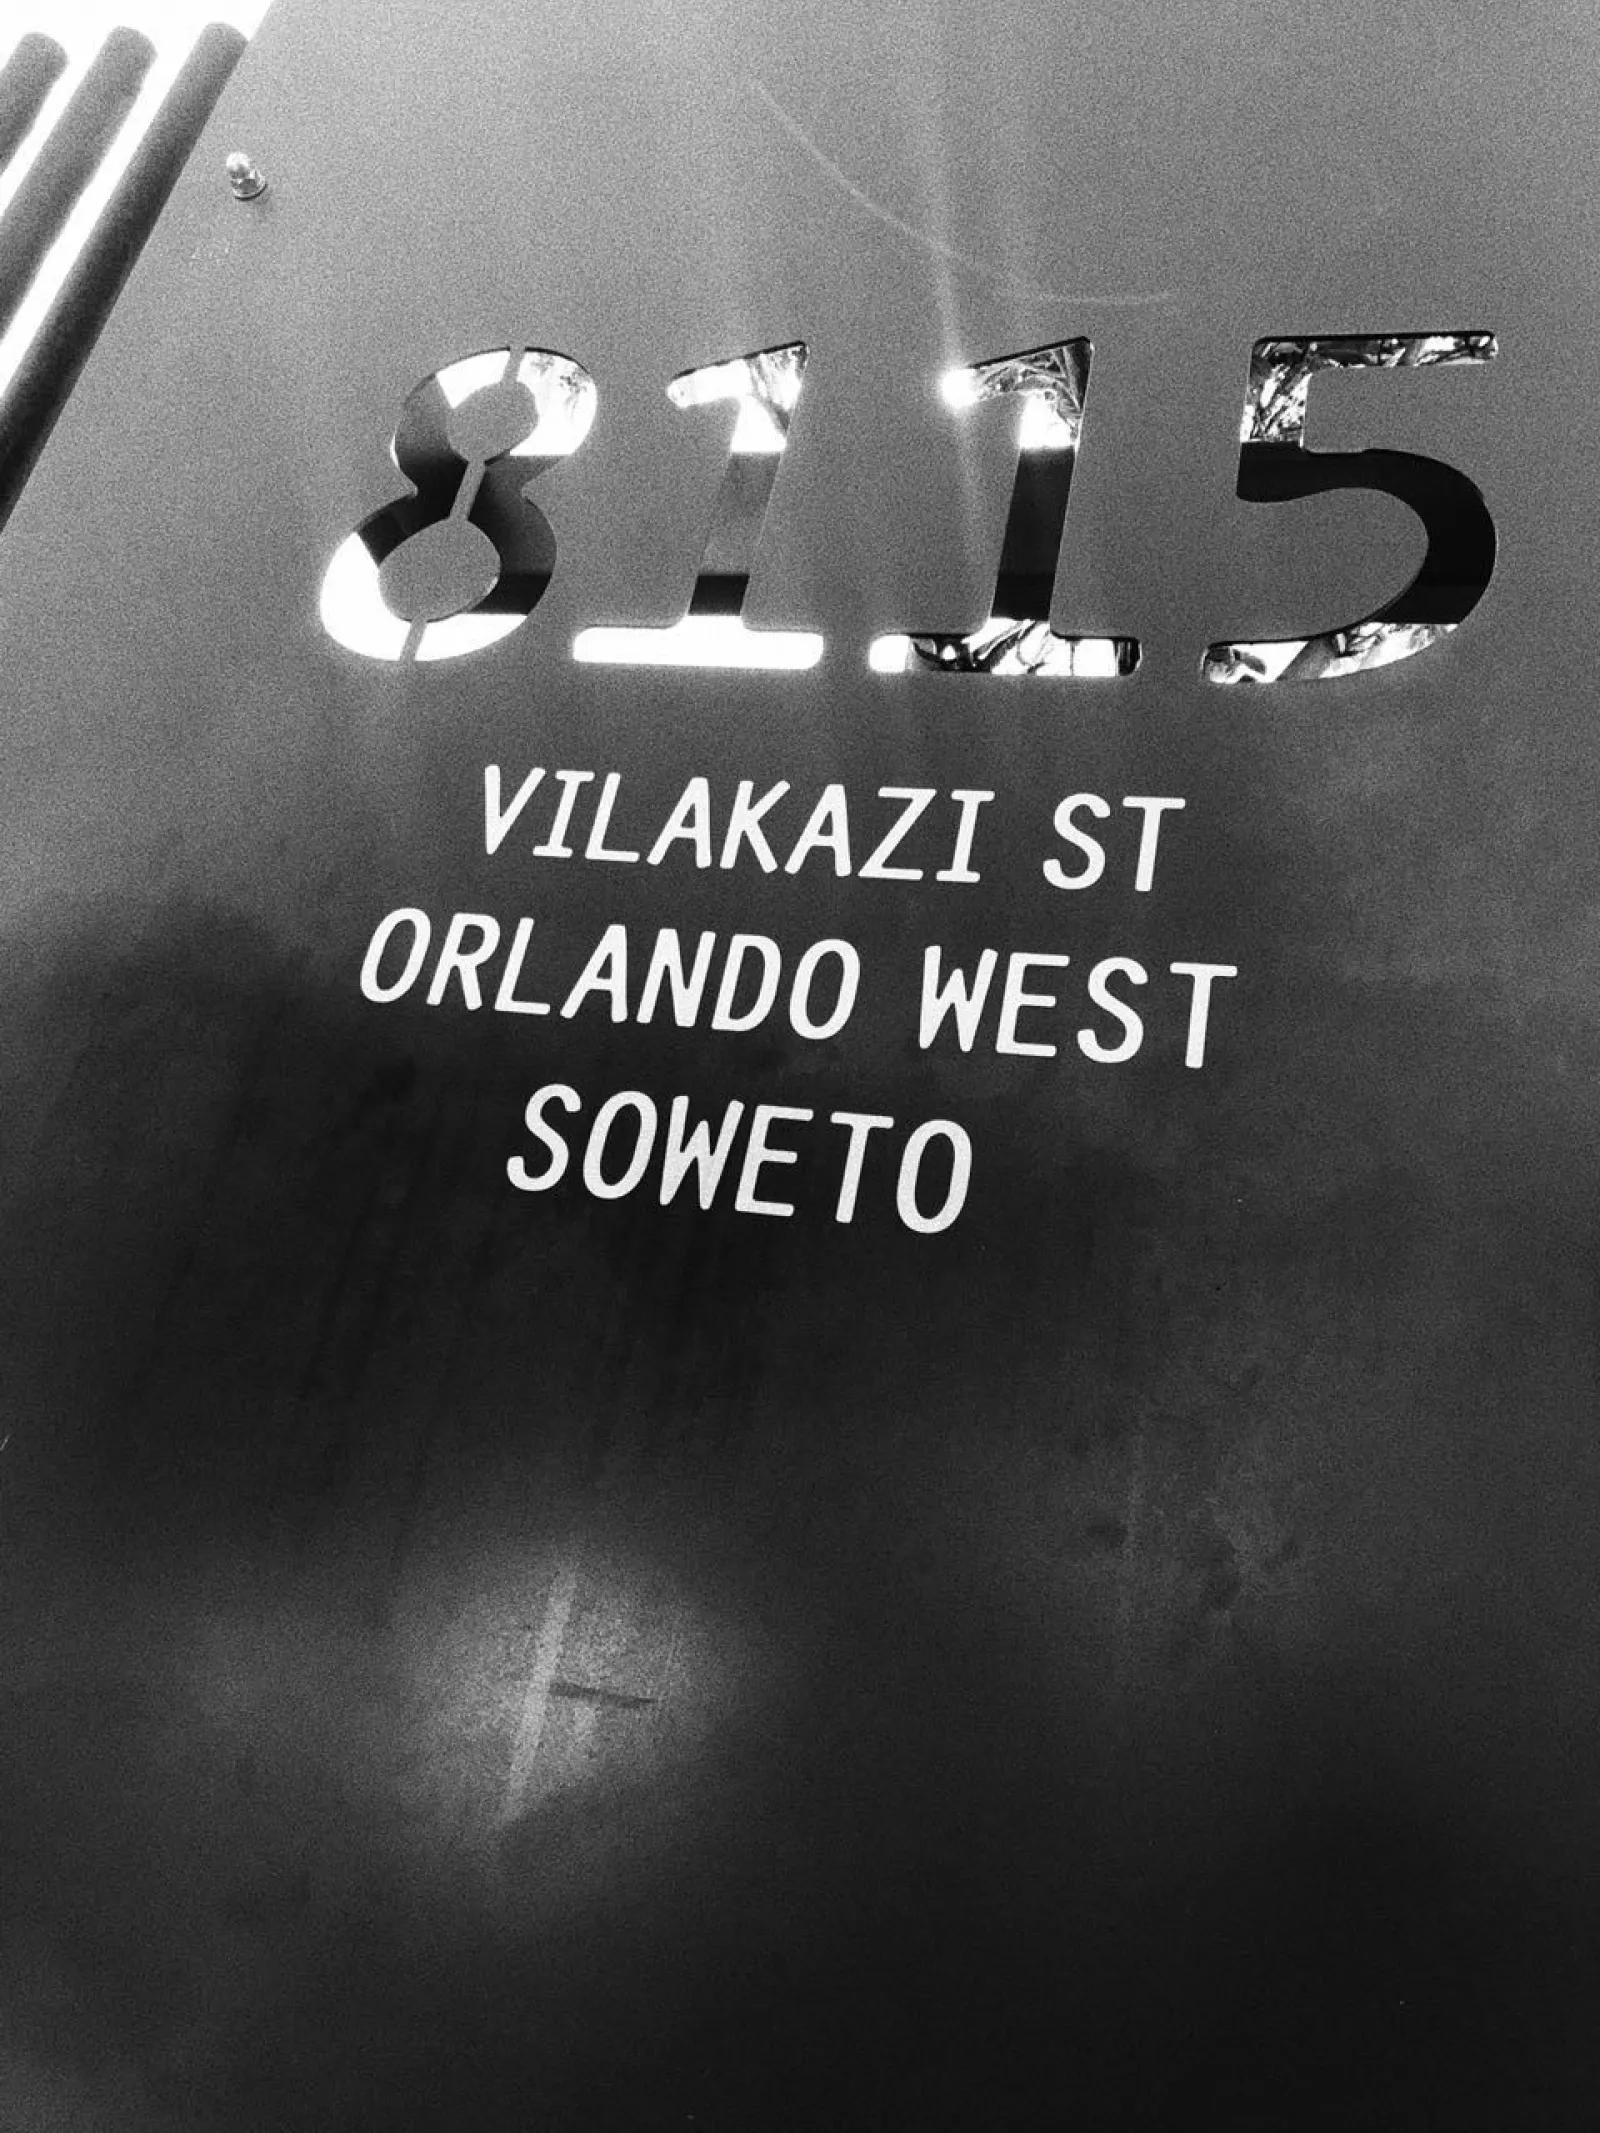 8115
VILAKAZI ST
ORLANDO WEST
SOWETO